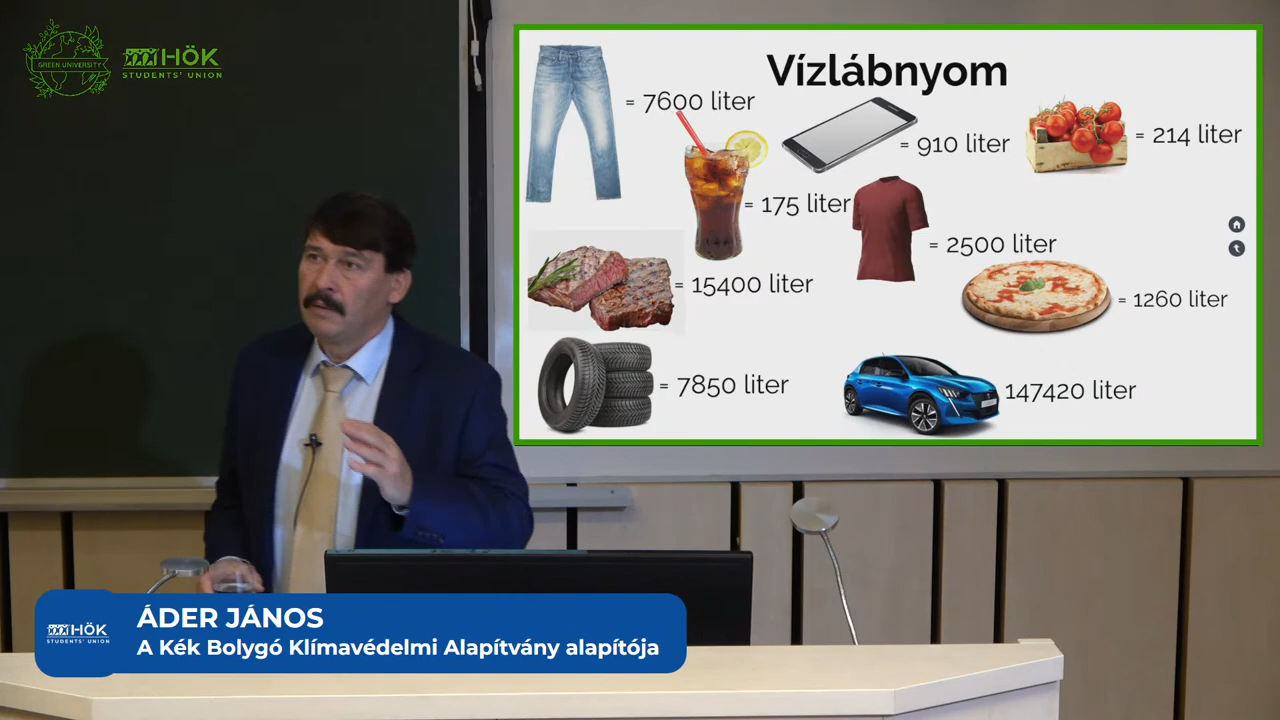 GREEN UNIVERSITY
HÖK
STUDENTS' UNION
Vízlábnyom
= 7600 liter
= 910 liter
= 214 liter
= 175 liter
= 2500 liter
= 15400 liter
= 1260 liter
= 7850 liter
147420 liter
HÖK
STUDENTS' UNION
ÁDER JÁNOS
A Kék Bolygó Klímavédelmi Alapítvány alapítója